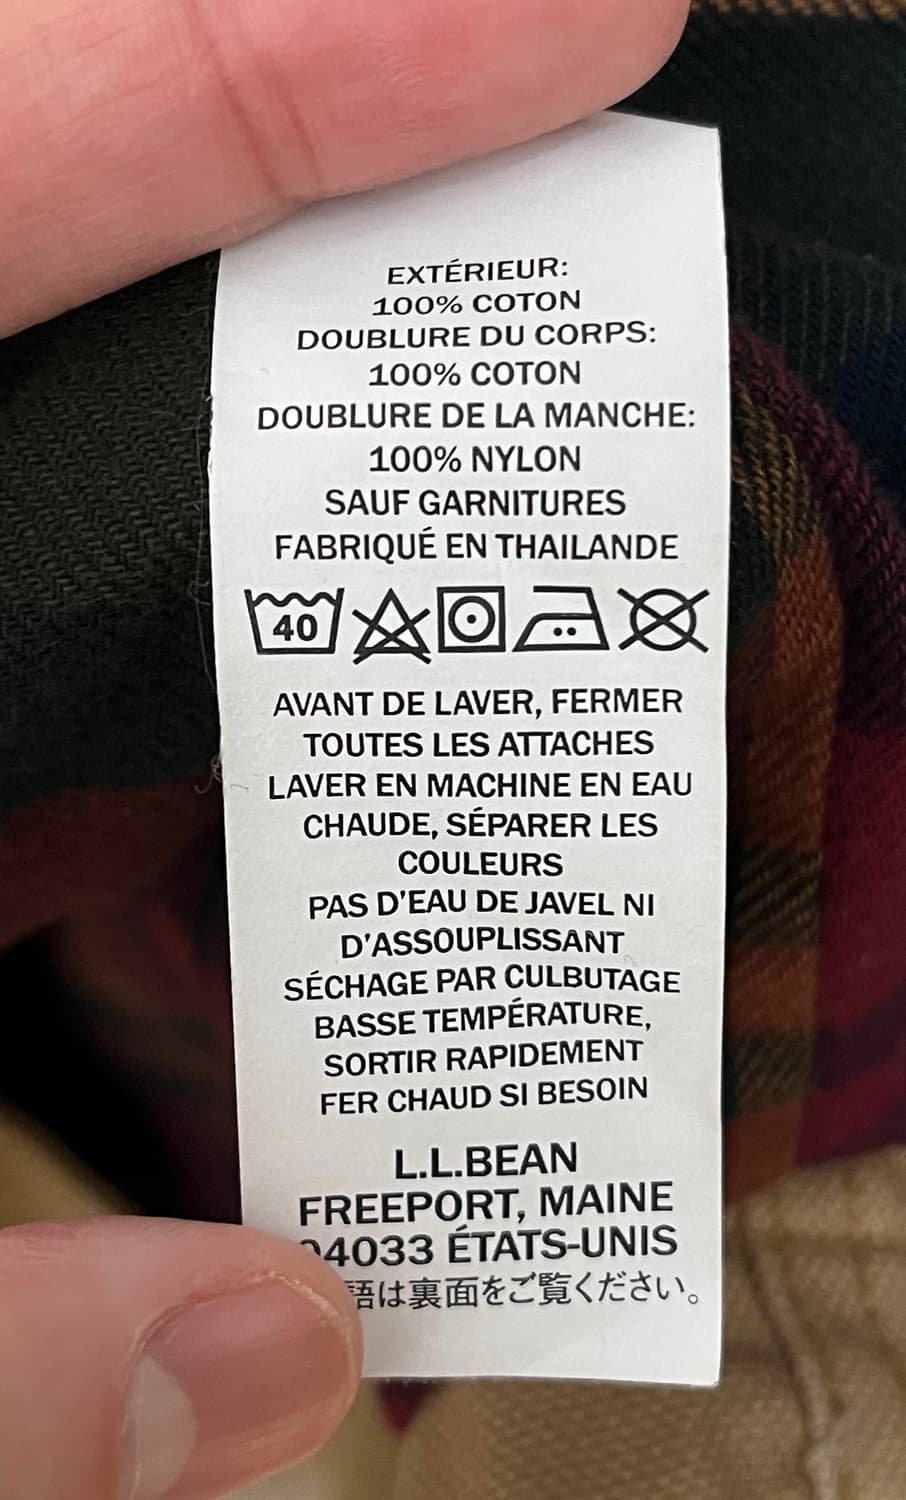 EXTÉRIEUR:
100% COTON
DOUBLURE DU CORPS:
100% COTON
DOUBLURE DE LA MANCHE:
100% NYLON
SAUF GARNITURES
FABRIQUÉ EN THAILANDE
40
AVANT DE LAVER, FERMER
TOUTES LES ATTACHES
LAVER EN MACHINE EN EAU
CHAUDE, SÉPARER LES
COULEURS
PAS D'EAU DE JAVEL NI
D'ASSOUPLISSANT
SÉCHAGE PAR CULBUTAGE
BASSE TEMPÉRATURE,
SORTIR RAPIDEMENT
FER CHAUD SI BESOIN
L.L.BEAN
FREEPORT, MAINE
4033 ÉTATS-UNIS
語は裏面をご覧ください。